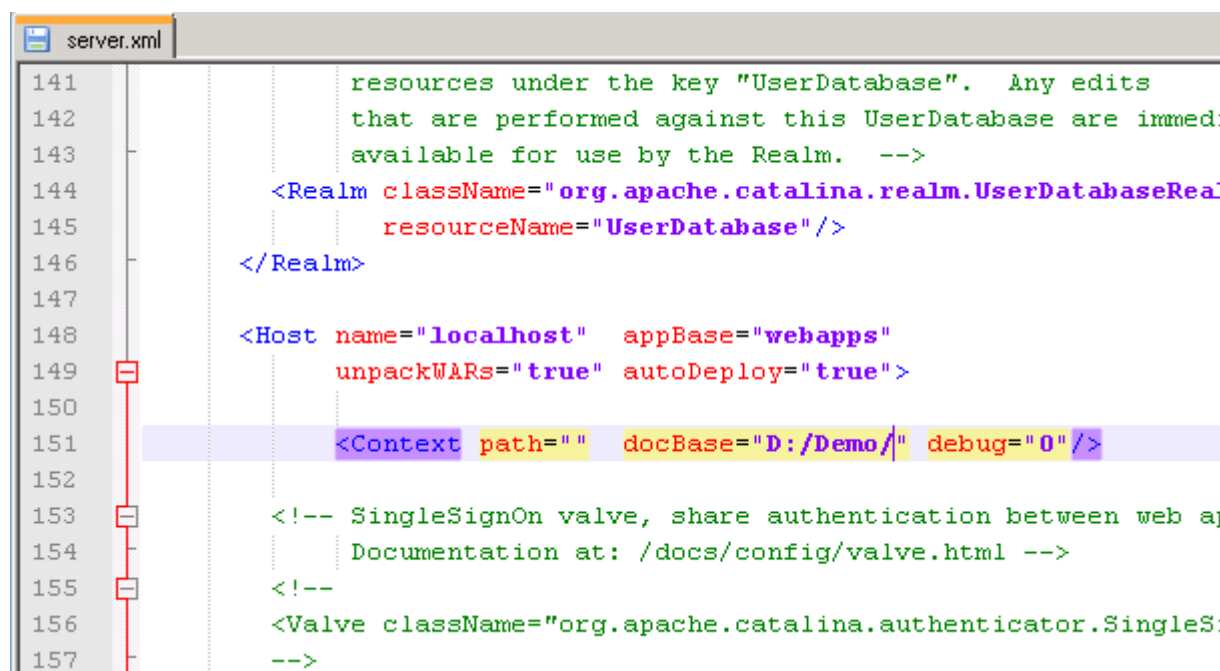 server.xml
141 resources under the key "UserDatabase". Any edits
142 that are performed against this UserDatabase are immedi
143 available for use by the Realm. -->
144 <Realm className="org.apache.catalina.realm.UserDatabaseReal
145 resourceName="UserDatabase"/>
146 </Realm>
147
148 <Host name="localhost" appBase="webapps"
149 unpackWARs="true" autoDeploy="true">
150
151 <Context path="" docBase="D:/Demo/" debug="0"/>
152
153 <!-- SingleSignOn valve, share authentication between web ap
154 Documentation at: /docs/config/valve.html -->
155 <!--
156 <Valve className="org.apache.catalina.authenticator.SingleSi
157 -->